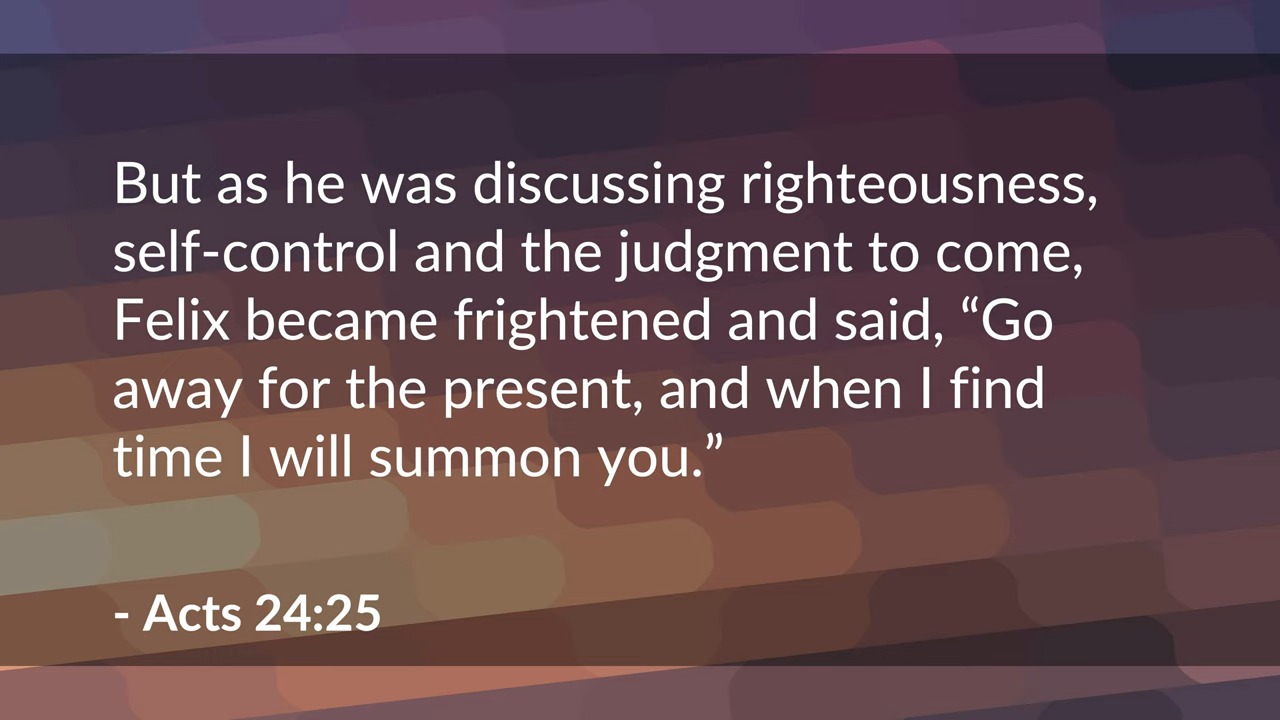 But as he was discussing righteousness,
self-control and the judgment to come,
Felix became frightened and said, “Go
away for the present, and when I find
time I will summon you.”
- Acts 24:25